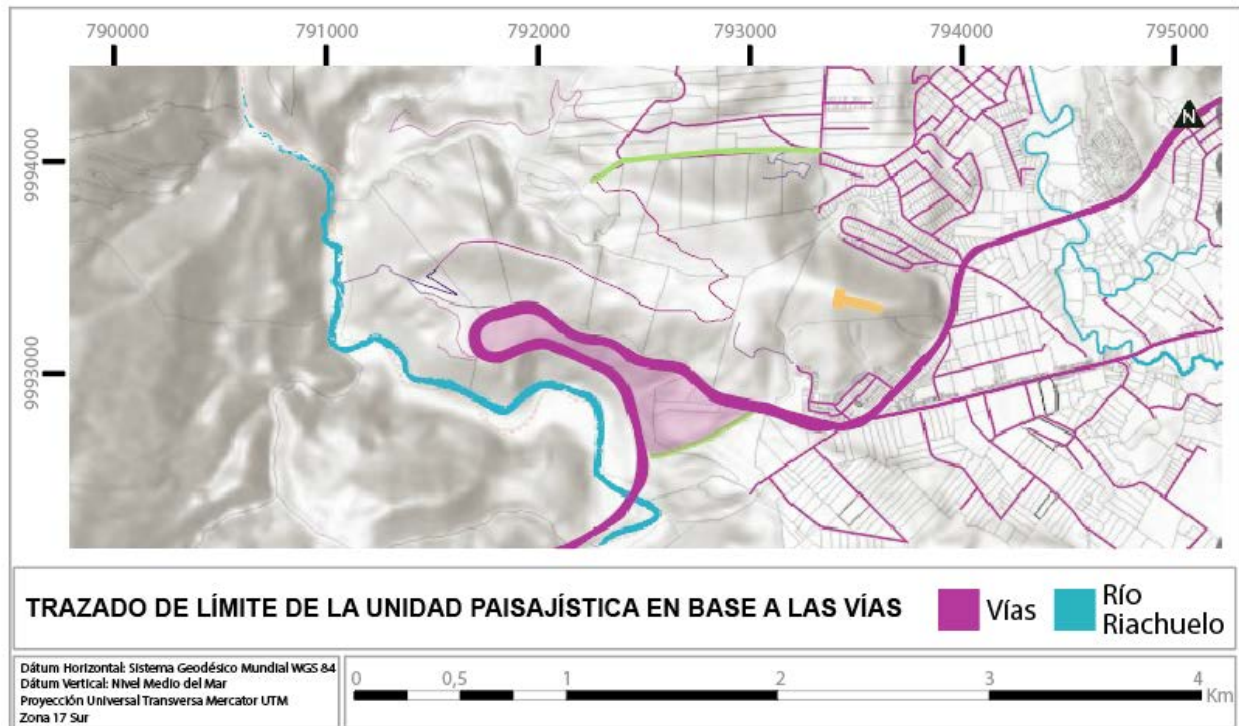 790000 791000 792000 793000 794000 795000
N
9994000
9993000
TRAZADO DE LÍMITE DE LA UNIDAD PAISAJÍSTICA EN BASE A LAS VÍAS
Vías
Río
Riachuelo
Dátum Horizontal: Sistema Geodésico Mundial WGS 84
Dátum Vertical: Nivel Medio del Mar
Proyección Universal Transversa Mercator UTM
Zona 17 Sur
0 0,5 1 2 3 4 Km